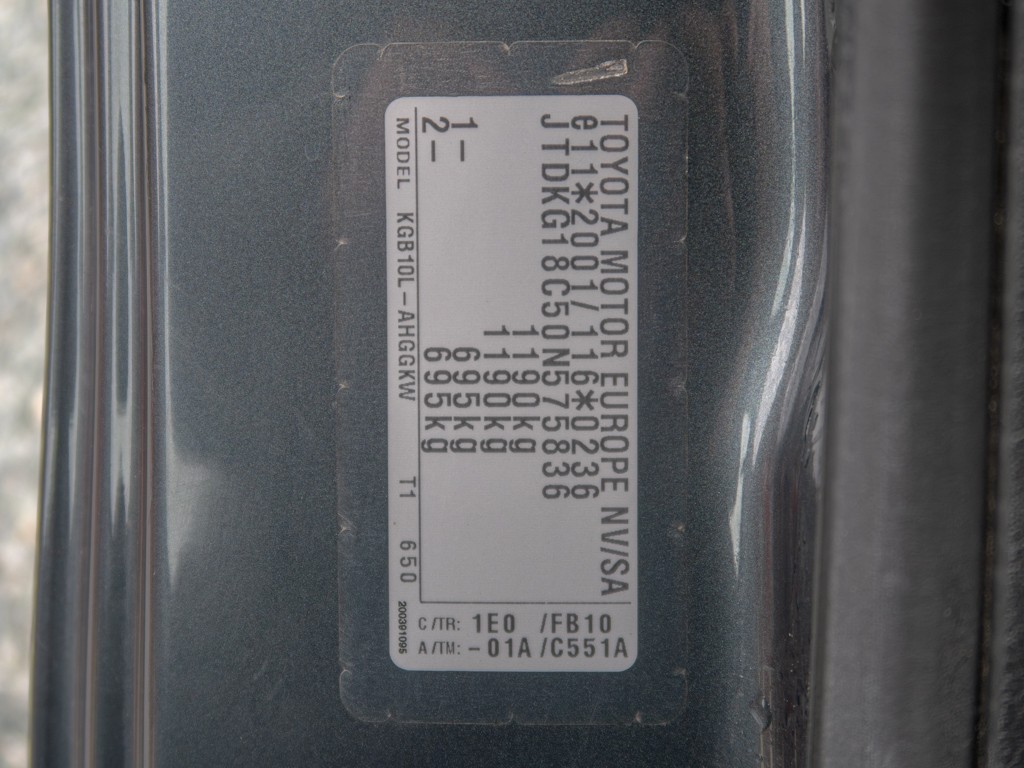 TOYOTA MOTOR EUROPE NV/SA
e11*2001/116*0236
JTDKG18C50N575836
1190kg
1190kg
1- 695kg
2- 695kg
MODEL KGB10L-AHGGKW T1 650
C/TR: 1E0 /FB10
A/TM: -01A /C551A
200391095